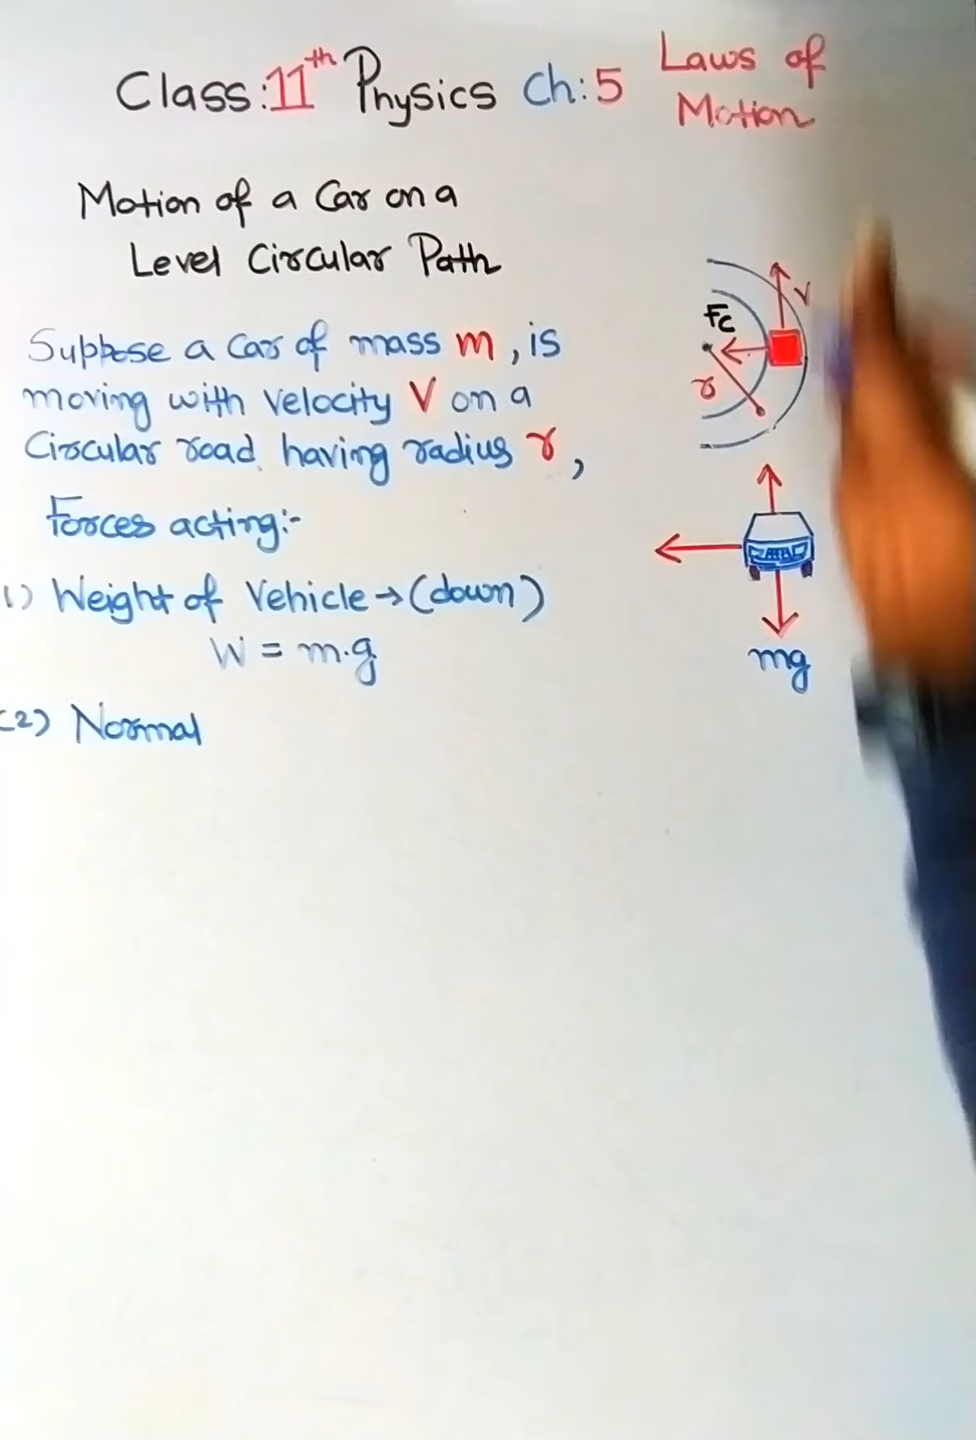 Class: 11th Physics Ch: 5 Laws of Motion
Motion of a Car on a
Level Circular Path
Suppose a Car of mass m, is
moving with velocity V on a
Circular road having radius r,
Forces acting:-
1) Weight of Vehicle → (down)
W = m.g
(2) Normal
V
Fc
r
mg